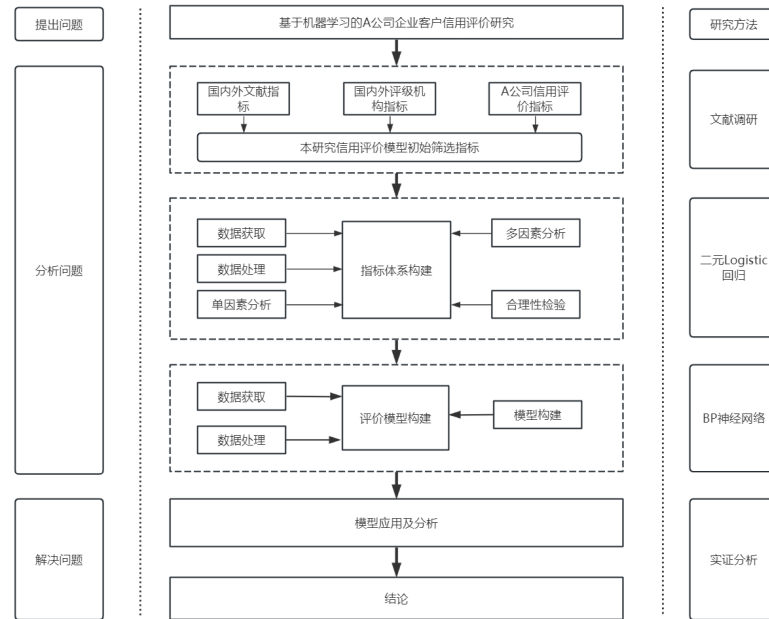 提出问题
基于机器学习的A公司企业客户信用评价研究
研究方法
国内外文献指
标
国内外评级机
构指标
A公司信用评
价指标
本研究信用评价模型初始筛选指标
文献调研
分析问题
数据获取
数据处理
单因素分析
指标体系构建
多因素分析
合理性检验
二元Logistic
回归
数据获取
数据处理
评价模型构建
模型构建
BP神经网络
解决问题
模型应用及分析
结论
实证分析